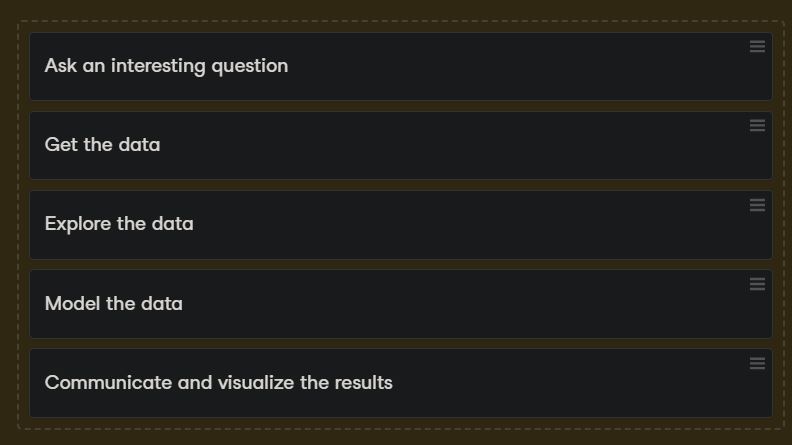 Ask an interesting question
Get the data
Explore the data
Model the data
Communicate and visualize the results